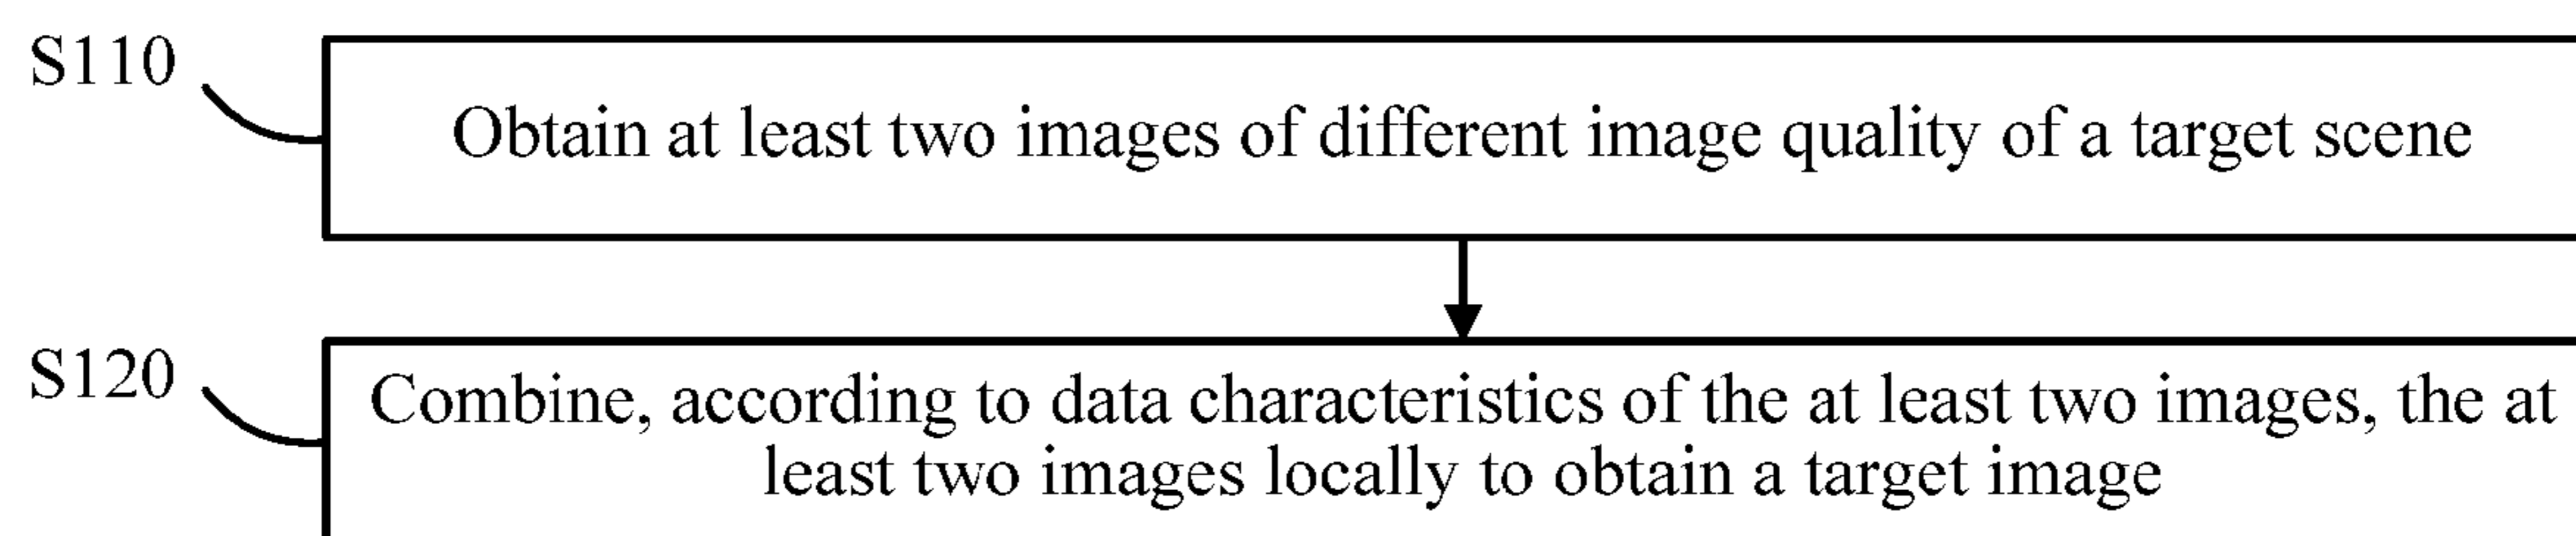 S110
Obtain at least two images of different image quality of a target scene
S120
Combine, according to data characteristics of the at least two images, the at
least two images locally to obtain a target image